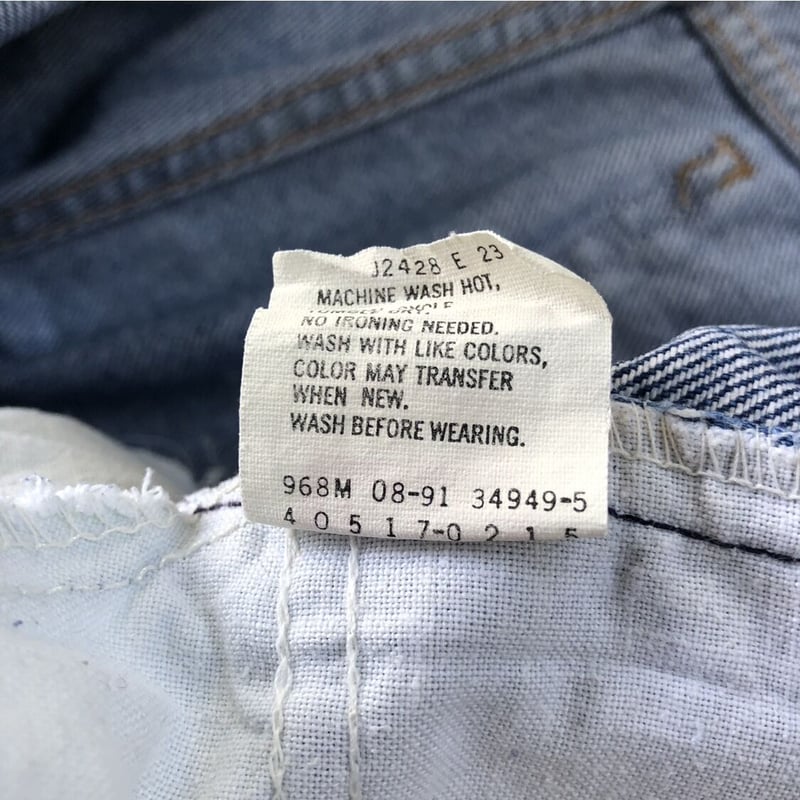 J2428 E 23
MACHINE WASH HOT,
NO IRONING NEEDED.
WASH WITH LIKE COLORS,
COLOR MAY TRANSFER
WHEN NEW.
WASH BEFORE WEARING.
968M 08-91 34949-5
4 0 5 1 7-0 2 1 5